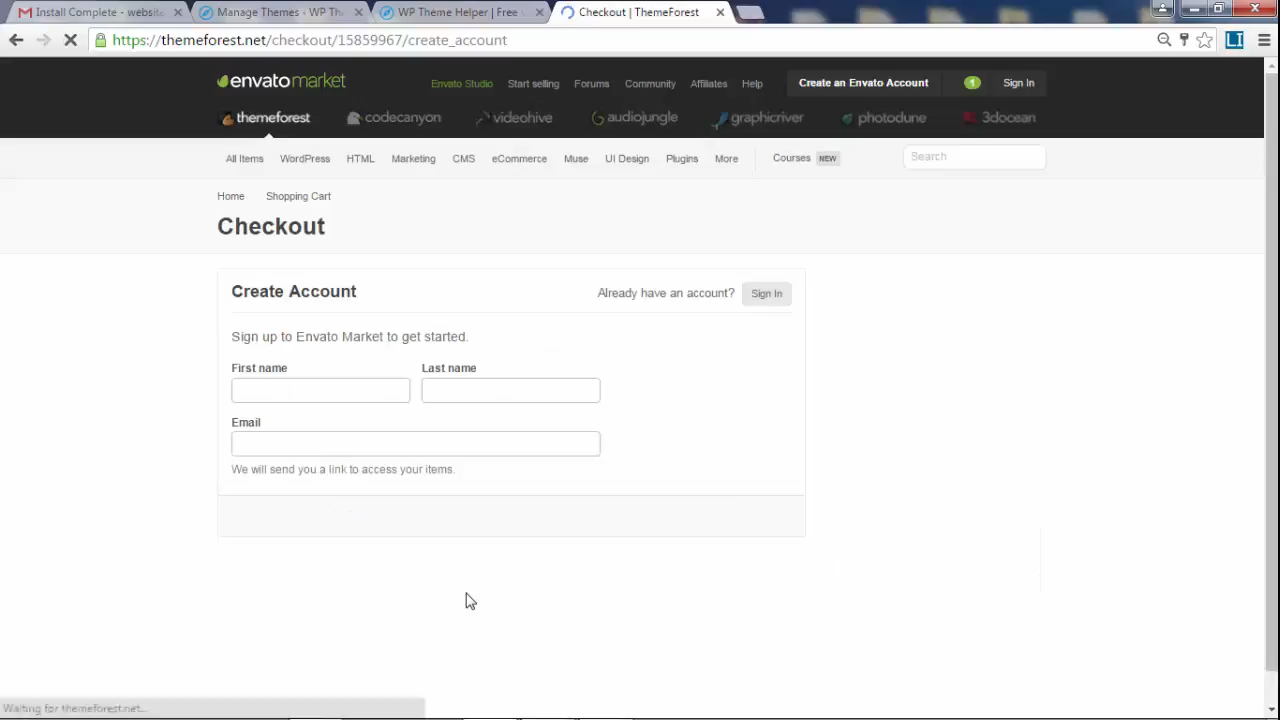 Install Complete - website
Manage Themes ‹ WP Th
WP Theme Helper | Free
Checkout | ThemeForest
https://themeforest.net/checkout/15859967/create_account
LI
envatomarket
Envato Studio
Start selling
Forums
Community
Affiliates
Help
Create an Envato Account
1
Sign In
themeforest
codecanyon
videohive
audiojungle
graphicriver
photodune
3docean
All Items
WordPress
HTML
Marketing
CMS
eCommerce
Muse
UI Design
Plugins
More
Courses NEW
Search
Home
Shopping Cart
Checkout
Create Account
Already have an account?
Sign In
Sign up to Envato Market to get started.
First name
Last name
Email
We will send you a link to access your items.
Waiting for themeforest.net...